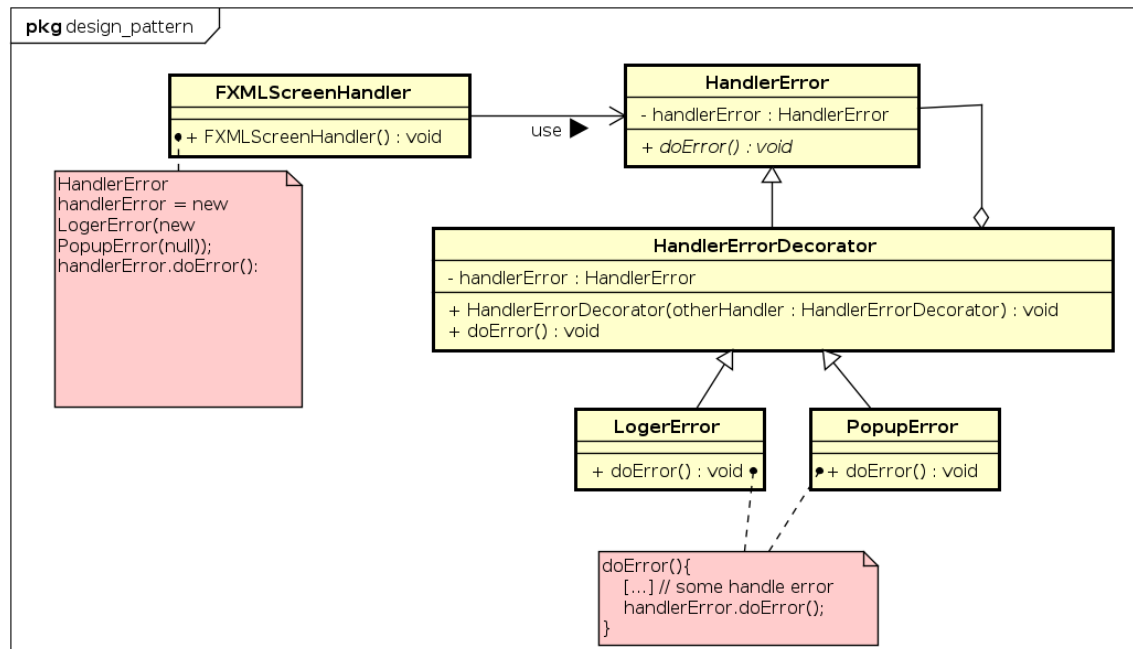 pkg design_pattern
FXMLScreenHandler
+ FXMLScreenHandler() : void
use
HandlerError
- handlerError : HandlerError
+ doError() : void
HandlerError
handlerError = new
LogerError(new
PopupError(null));
handlerError.doError():
HandlerErrorDecorator
- handlerError : HandlerError
+ HandlerErrorDecorator(otherHandler : HandlerErrorDecorator) : void
+ doError() : void
LogerError
+ doError() : void
PopupError
+ doError() : void
doError(){
[...] // some handle error
handlerError.doError();
}